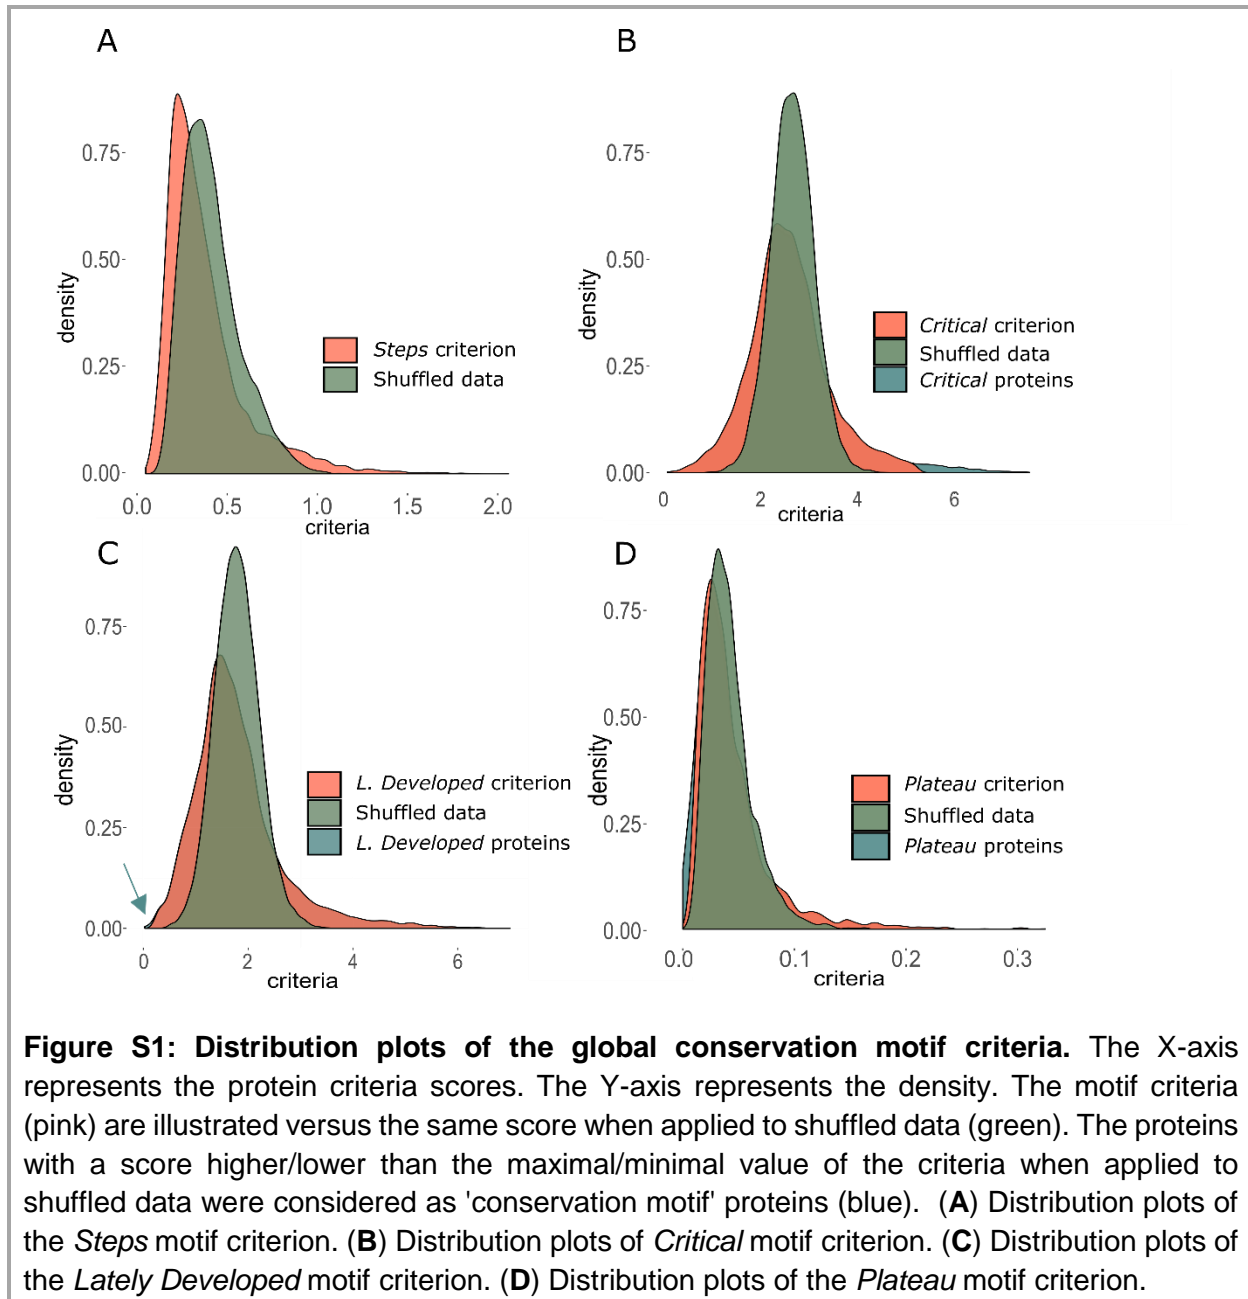 A
0.75-
0.50-
0.25-
0.00-
density
Steps criterion
Shuffled data
0.0 0.5 1.0 1.5 2.0
criteria
B
0.75-
0.50-
0.25-
0.00-
density
Critical criterion
Shuffled data
Critical proteins
0 2 4 6
criteria
C
0.75-
0.50-
0.25-
0.00-
density
L. Developed criterion
Shuffled data
L. Developed proteins
0 2 4 6
criteria
D
0.75-
0.50-
0.25-
0.00-
density
Plateau criterion
Shuffled data
Plateau proteins
0.0 0.1 0.2 0.3
criteria
Figure S1: Distribution plots of the global conservation motif criteria. The X-axis
represents the protein criteria scores. The Y-axis represents the density. The motif criteria
(pink) are illustrated versus the same score when applied to shuffled data (green). The proteins
with a score higher/lower than the maximal/minimal value of the criteria when applied to
shuffled data were considered as 'conservation motif' proteins (blue). (A) Distribution plots of
the Steps motif criterion. (B) Distribution plots of Critical motif criterion. (C) Distribution plots of
the Lately Developed motif criterion. (D) Distribution plots of the Plateau motif criterion.